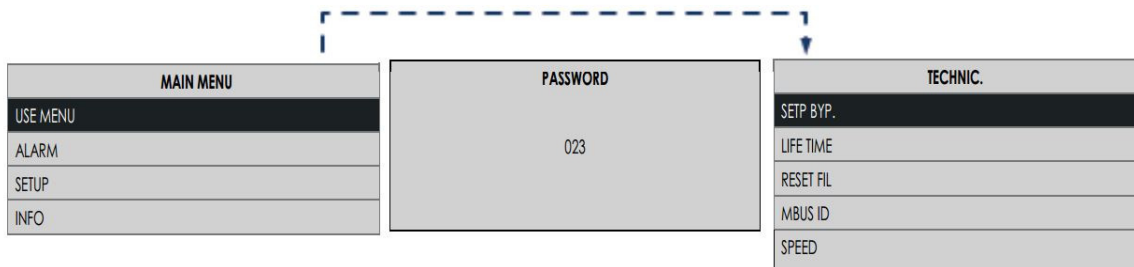 MAIN MENU
USE MENU
ALARM
SETUP
INFO
PASSWORD
023
TECHNIC.
SETP BYP.
LIFE TIME
RESET FIL
MBUS ID
SPEED